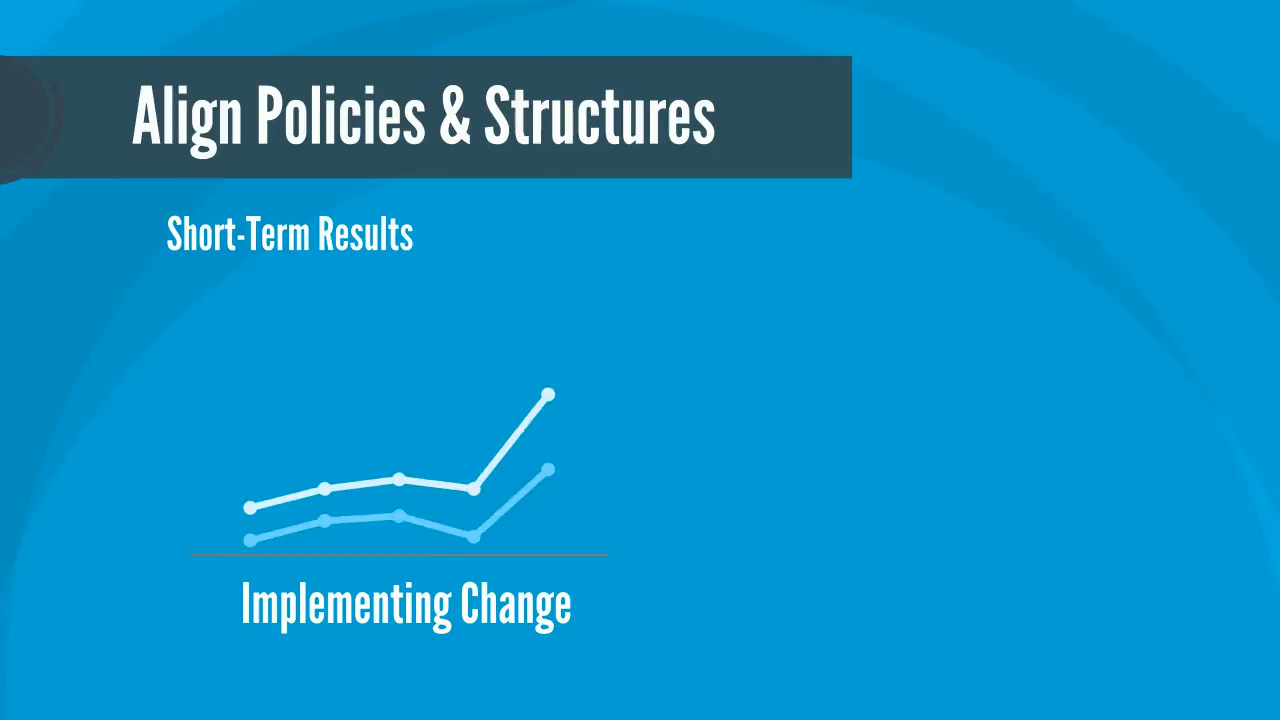 Align Policies & Structures
Short-Term Results
Implementing Change